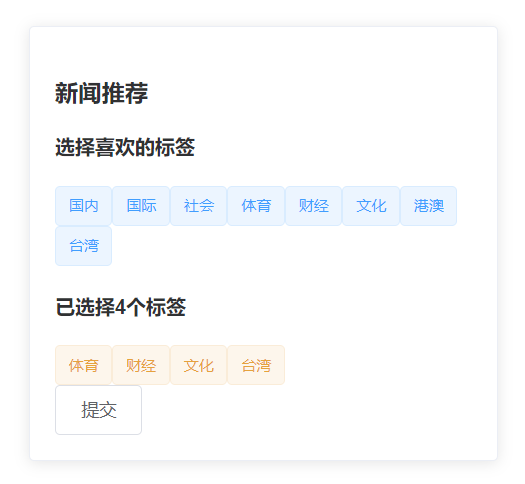 新闻推荐
选择喜欢的标签
国内 国际 社会 体育 财经 文化 港澳
台湾
已选择4个标签
体育 财经 文化 台湾
提交